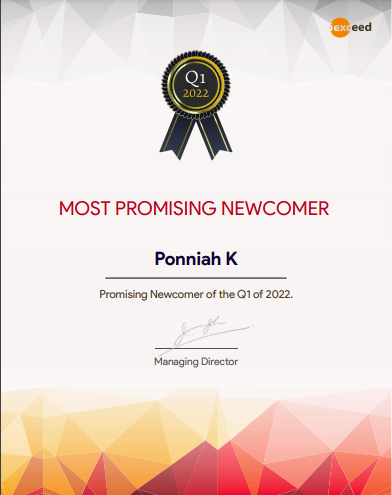 iexceed
Q1
2022
MOST PROMISING NEWCOMER
Ponniah K
Promising Newcomer of the Q1 of 2022.
Managing Director